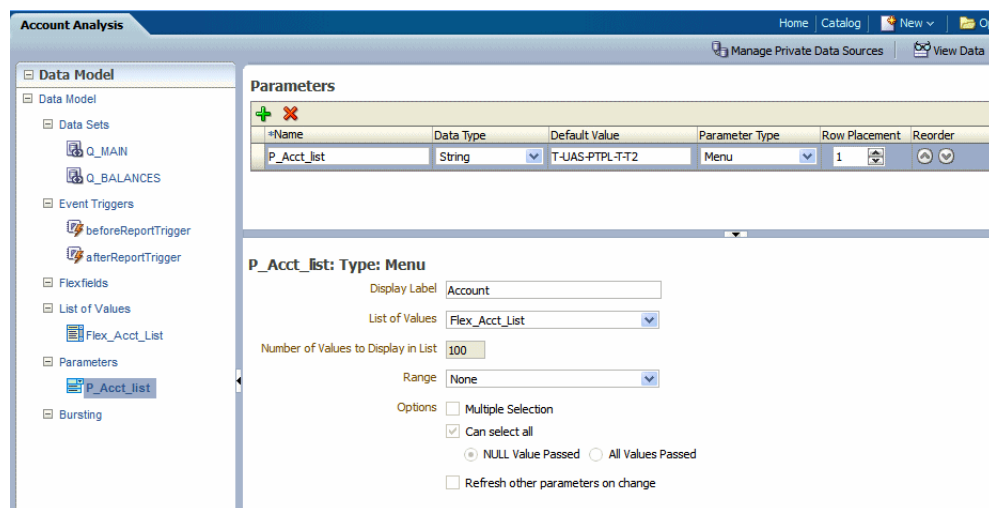 Account Analysis
Home Catalog New Op
Manage Private Data Sources View Data
Data Model
Data Model
Data Sets
Q_MAIN
Q_BALANCES
Event Triggers
beforeReportTrigger
afterReportTrigger
Flexfields
List of Values
Flex_Acct_List
Parameters
P_Acct_list
Bursting
Parameters
*Name Data Type Default Value Parameter Type Row Placement Reorder
P_Acct_list String T-UAS-PTPL-T-T2 Menu 1
P_Acct_list: Type: Menu
Display Label Account
List of Values Flex_Acct_List
Number of Values to Display in List 100
Range None
Options Multiple Selection
Can select all
NULL Value Passed All Values Passed
Refresh other parameters on change